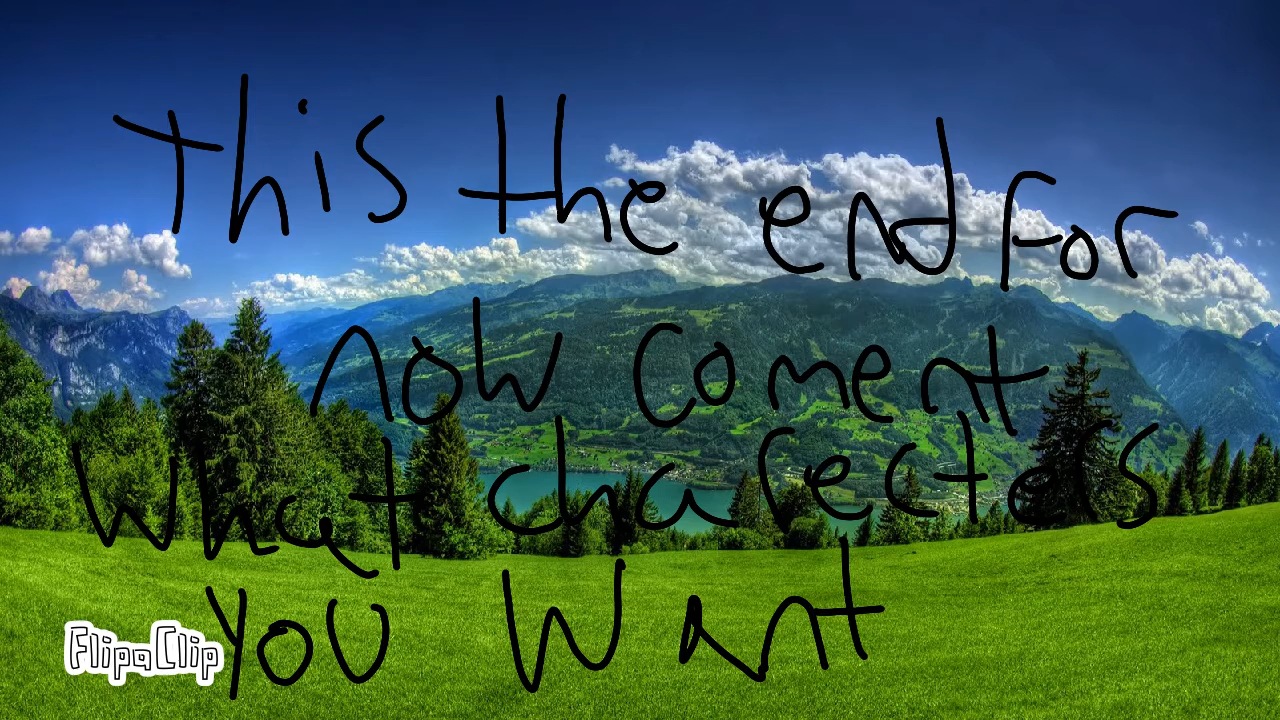 This the end for
now coment
what charecters
you want
FlipaClip